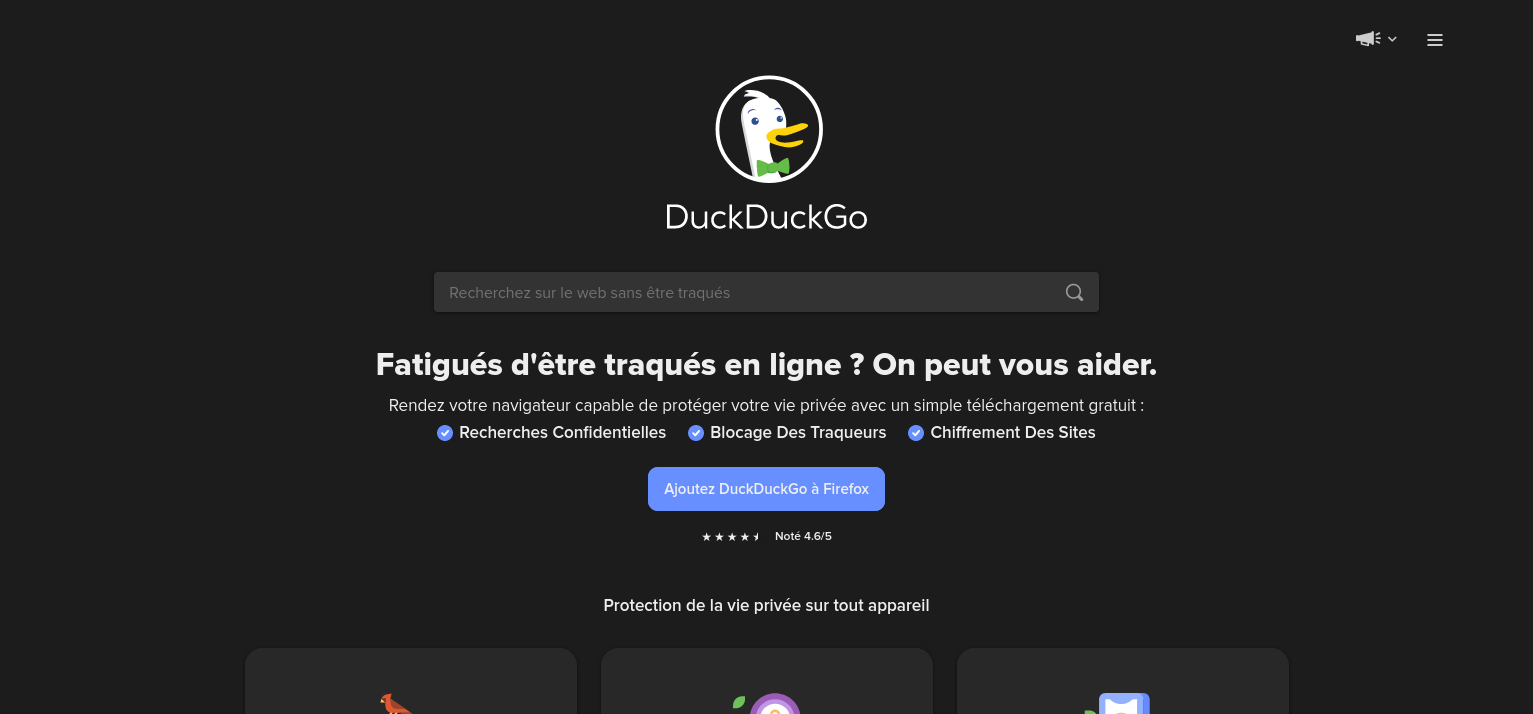 DuckDuckGo
Recherchez sur le web sans être traqués
Fatigués d'être traqués en ligne ? On peut vous aider.
Rendez votre navigateur capable de protéger votre vie privée avec un simple téléchargement gratuit :
Recherches Confidentielles Blocage Des Traqueurs Chiffrement Des Sites
Ajoutez DuckDuckGo à Firefox
Noté 4.6/5
Protection de la vie privée sur tout appareil